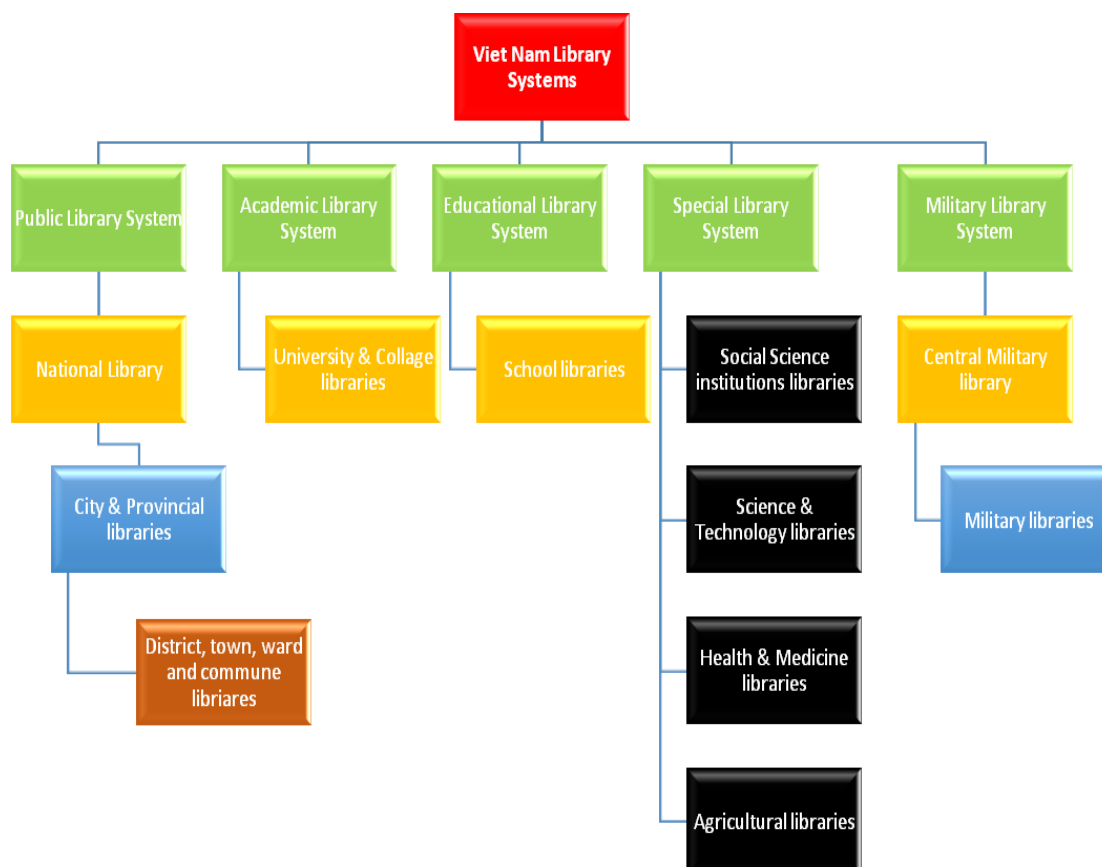 Viet Nam Library
Systems
Public Library System
Academic Library
System
Educational Library
System
Special Library
System
Military Library
System
National Library
University & Collage
libraries
School libraries
Social Science
institutions libraries
Central Military
library
City & Provincial
libraries
Science &
Technology libraries
Military libraries
District, town, ward
and commune
libriares
Health & Medicine
libraries
Agricultural libraries